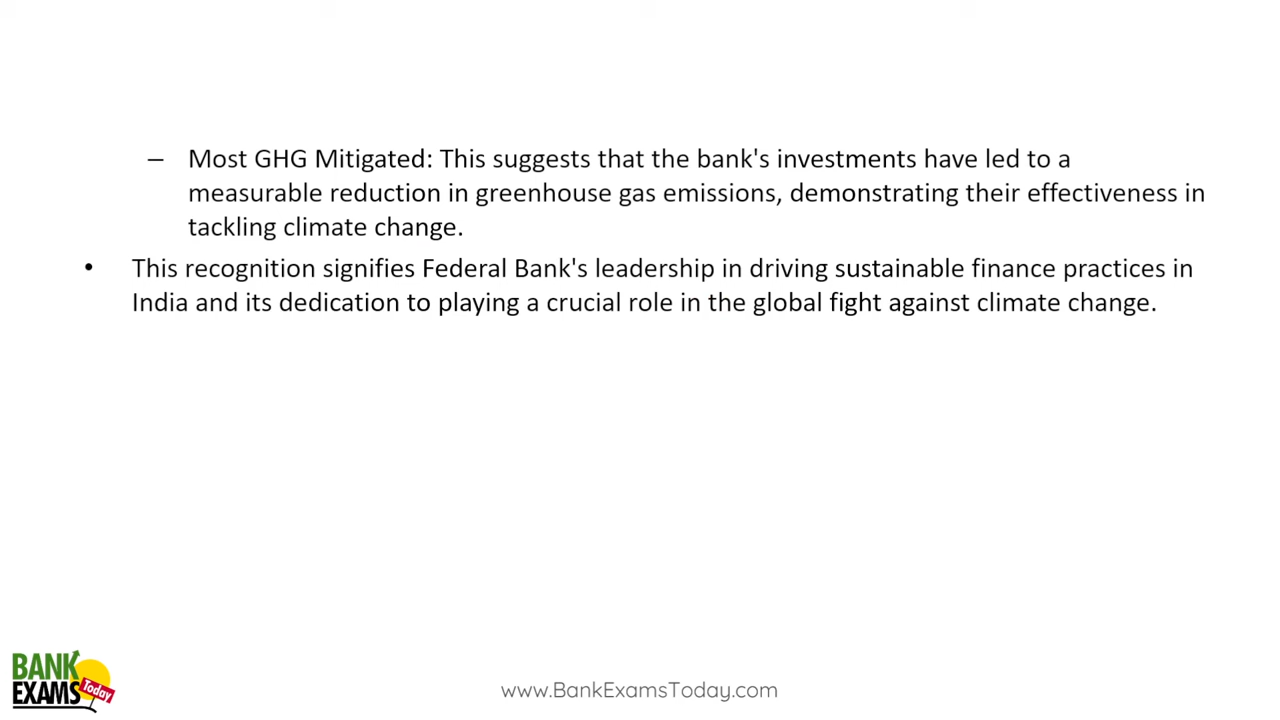 – Most GHG Mitigated: This suggests that the bank's investments have led to a
measurable reduction in greenhouse gas emissions, demonstrating their effectiveness in
tackling climate change.
• This recognition signifies Federal Bank's leadership in driving sustainable finance practices in
India and its dedication to playing a crucial role in the global fight against climate change.
BANK
EXAMS Today
www.BankExamsToday.com